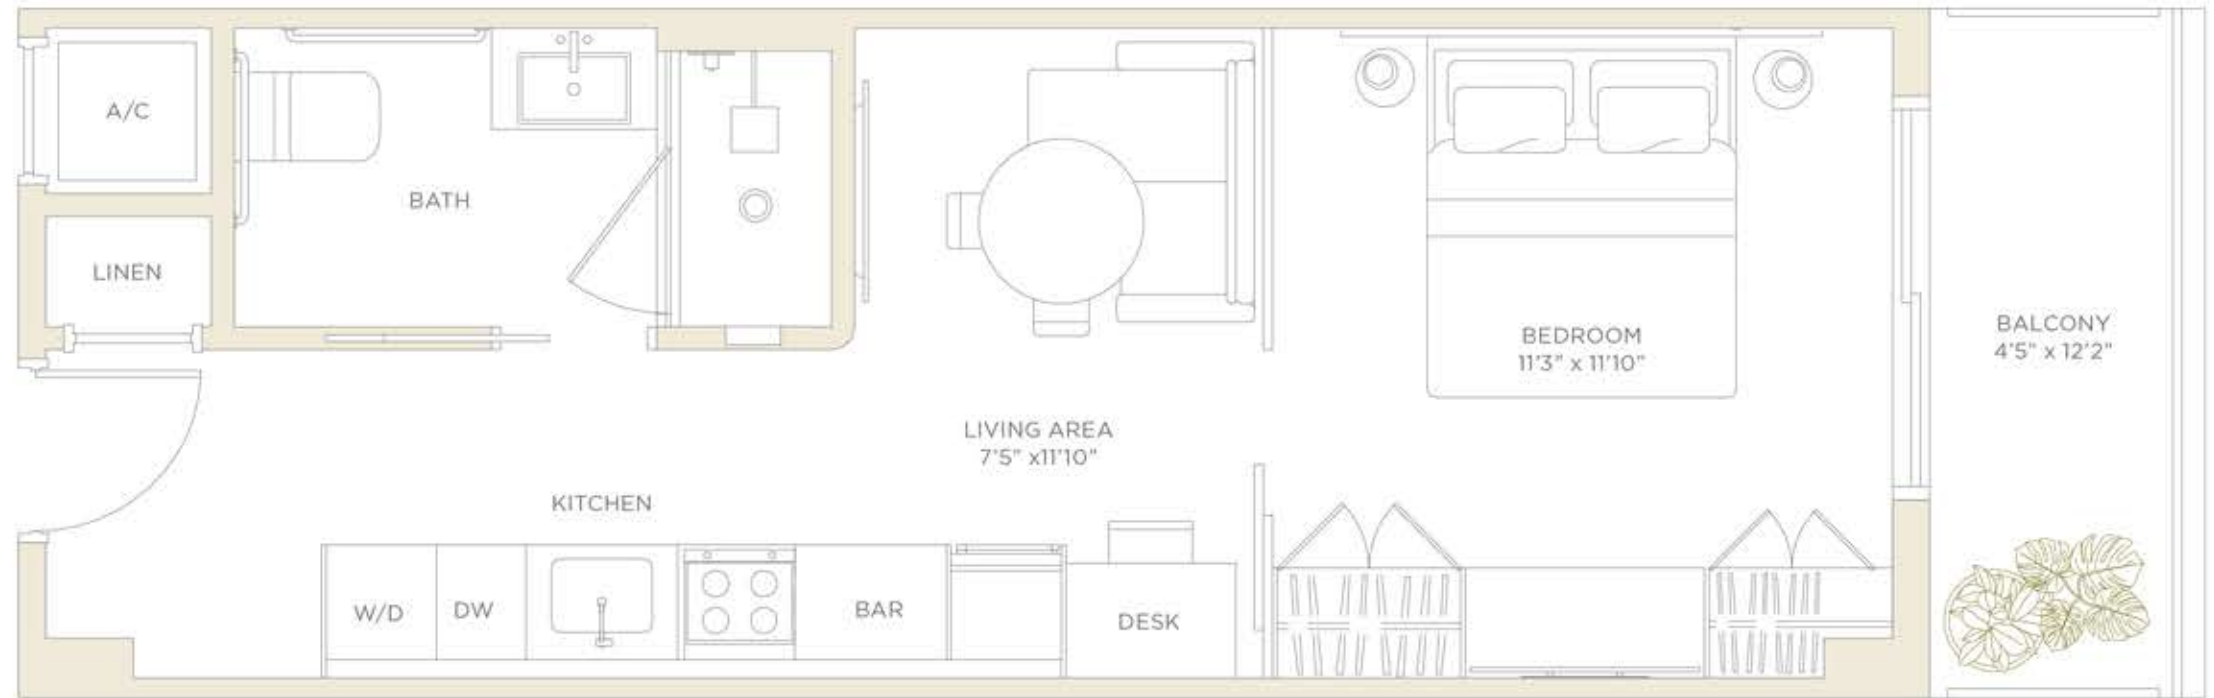 A/C
BATH
LINEN
BEDROOM
11'3" x 11'10"
BALCONY
4'5" x 12'2"
LIVING AREA
7'5" x11'10"
KITCHEN
W/D
DW
BAR
DESK